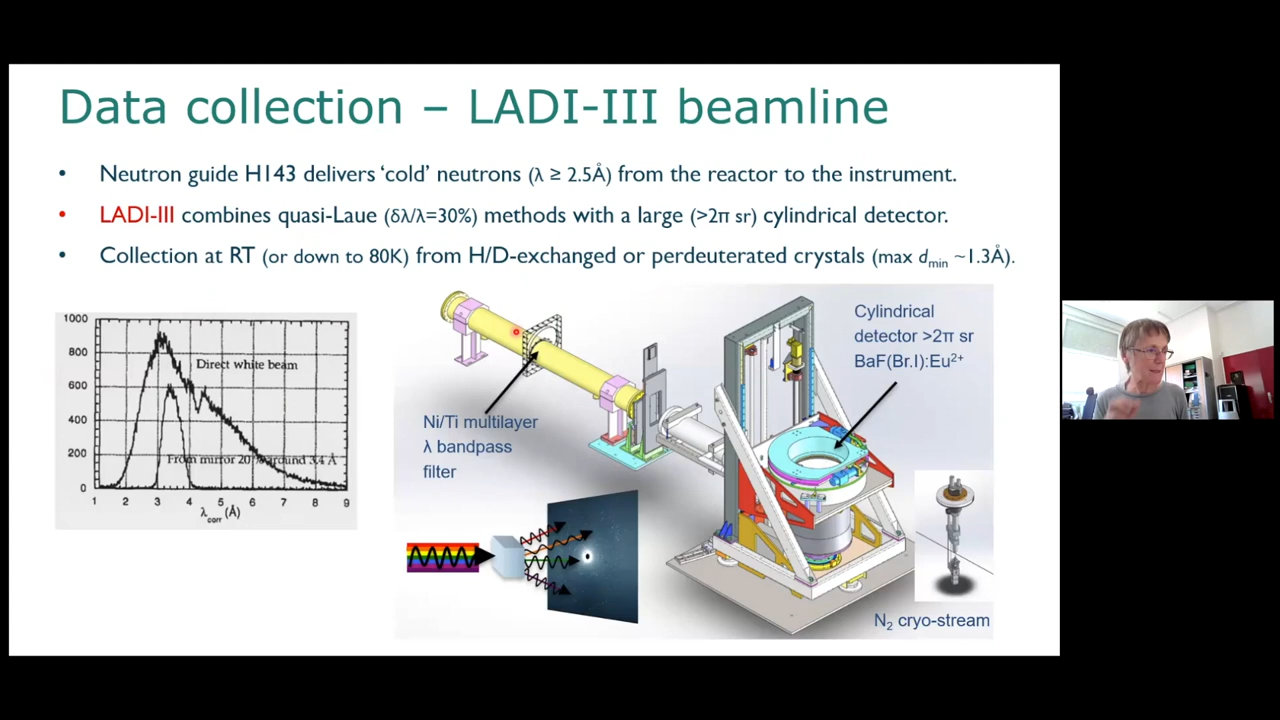 Data collection – LADI-III beamline
• Neutron guide H143 delivers ‘cold’ neutrons (λ ≥ 2.5Å) from the reactor to the instrument.
• LADI-III combines quasi-Laue (δλ/λ=30%) methods with a large (>2π sr) cylindrical detector.
• Collection at RT (or down to 80K) from H/D-exchanged or perdeuterated crystals (max dmin ~1.3Å).
1000
800
600
400
200
0
Direct white beam
From mirror 20 % around 3.4 Å
1 2 3 4 5 6 7 8 9
λcorr (Å)
Ni/Ti multilayer
λ bandpass
filter
Cylindrical
detector >2π sr
BaF(Br.I):Eu²⁺
N₂ cryo-stream